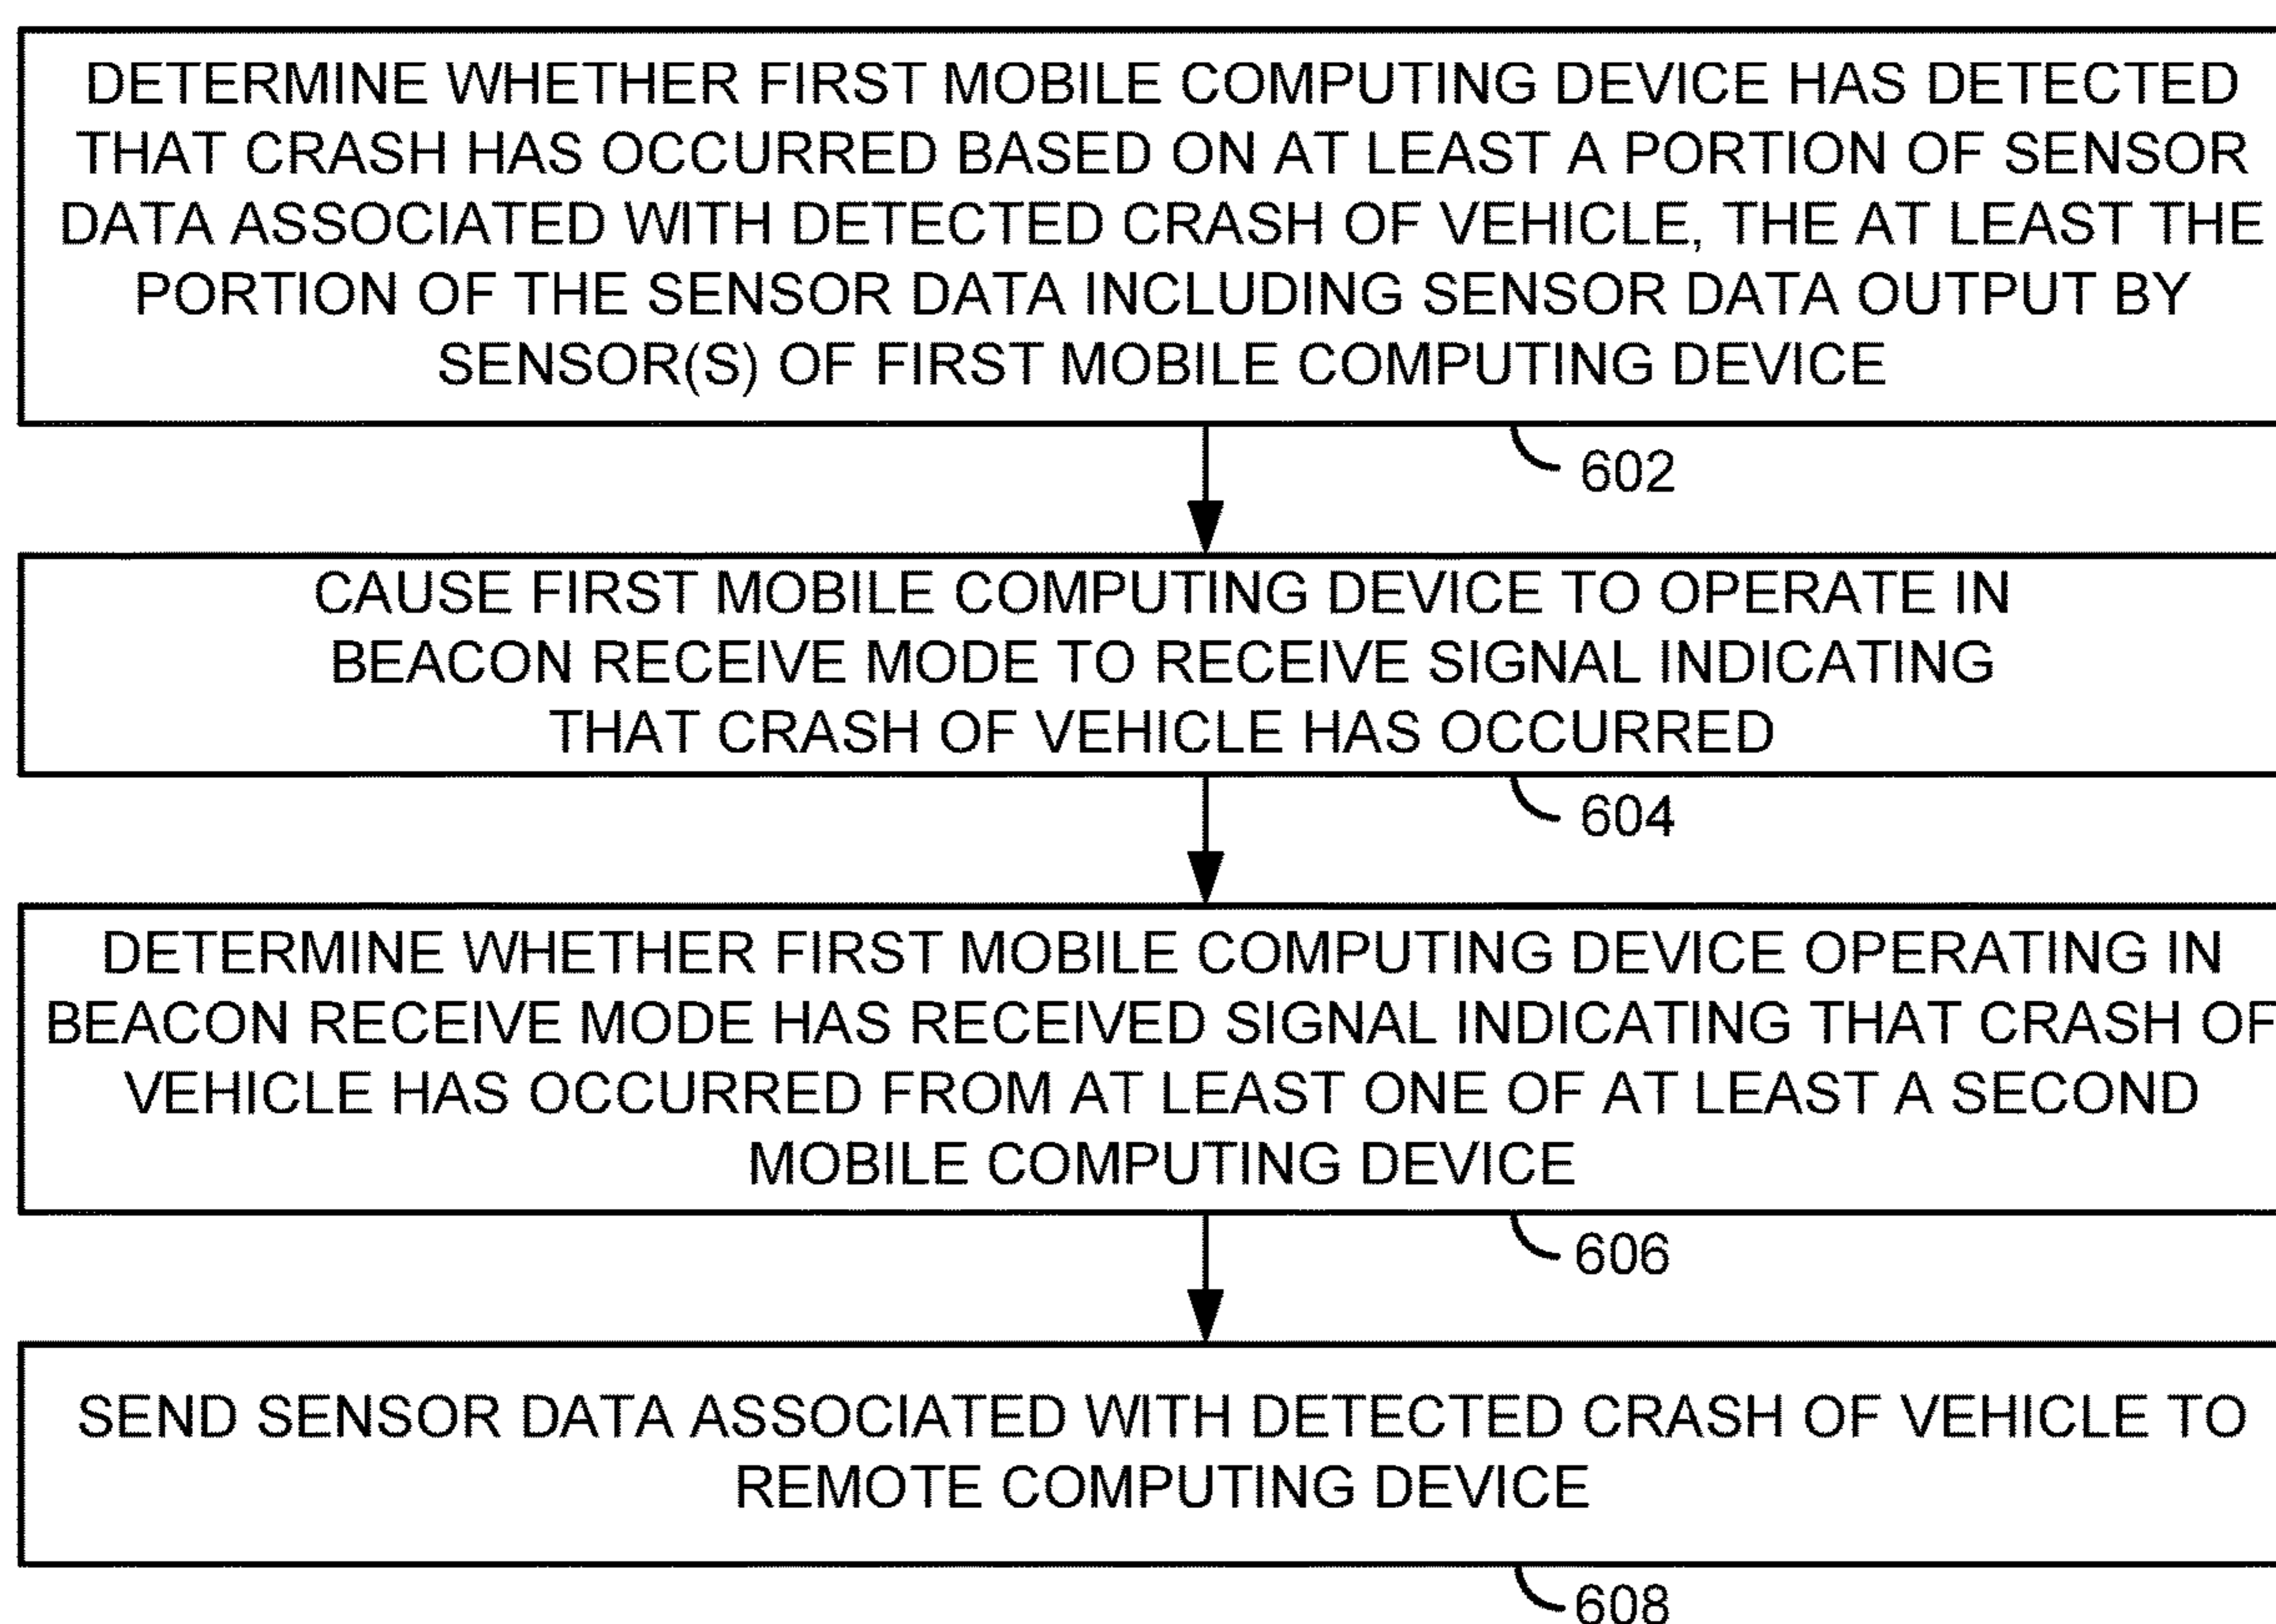 DETERMINE WHETHER FIRST MOBILE COMPUTING DEVICE HAS DETECTED
THAT CRASH HAS OCCURRED BASED ON AT LEAST A PORTION OF SENSOR
DATA ASSOCIATED WITH DETECTED CRASH OF VEHICLE, THE AT LEAST THE
PORTION OF THE SENSOR DATA INCLUDING SENSOR DATA OUTPUT BY
SENSOR(S) OF FIRST MOBILE COMPUTING DEVICE
602
CAUSE FIRST MOBILE COMPUTING DEVICE TO OPERATE IN
BEACON RECEIVE MODE TO RECEIVE SIGNAL INDICATING
THAT CRASH OF VEHICLE HAS OCCURRED
604
DETERMINE WHETHER FIRST MOBILE COMPUTING DEVICE OPERATING IN
BEACON RECEIVE MODE HAS RECEIVED SIGNAL INDICATING THAT CRASH OF
VEHICLE HAS OCCURRED FROM AT LEAST ONE OF AT LEAST A SECOND
MOBILE COMPUTING DEVICE
606
SEND SENSOR DATA ASSOCIATED WITH DETECTED CRASH OF VEHICLE TO
REMOTE COMPUTING DEVICE
608